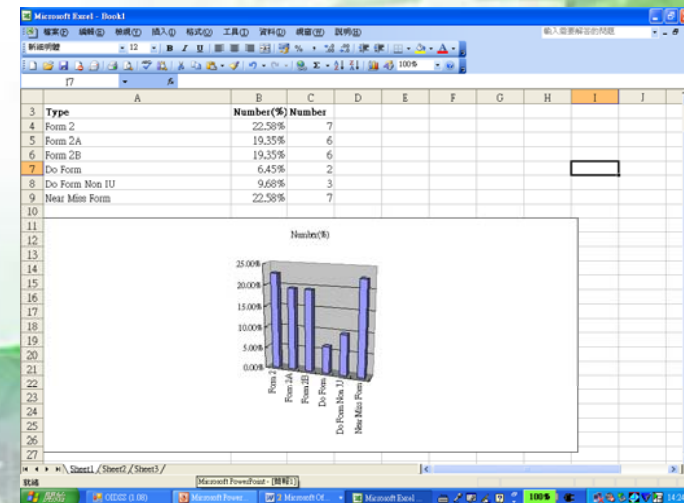 Microsoft Excel - Book1
檔案(F) 編輯(E) 檢視(V) 插入(I) 格式(O) 工具(T) 資料(D) 視窗(W) 說明(H) 輸入需要解答的問題
新細明體 12 B I U
100%
I7 fx
A B C D E F G H I J
3 Type Number(%) Number
4 Form 2 22.58% 7
5 Form 2A 19.35% 6
6 Form 2B 19.35% 6
7 Do Form 6.45% 2
8 Do Form Non IU 9.68% 3
9 Near Miss Form 22.58% 7
10
11
12
13
14
15
16
17
18
19
20
21
22
23
24
25
26
27
Number(%)
25.00%
20.00%
15.00%
10.00%
5.00%
0.00%
Form 2
Form 2A
Form 2B
Do Form
Do Form Non IU
Near Miss Form
Sheet1 / Sheet2 / Sheet3 /
就緒
Microsoft PowerPoint - [簡報1]
開始 Microsoft Power... 2 Microsoft Of... Microsoft Excel ... 100%